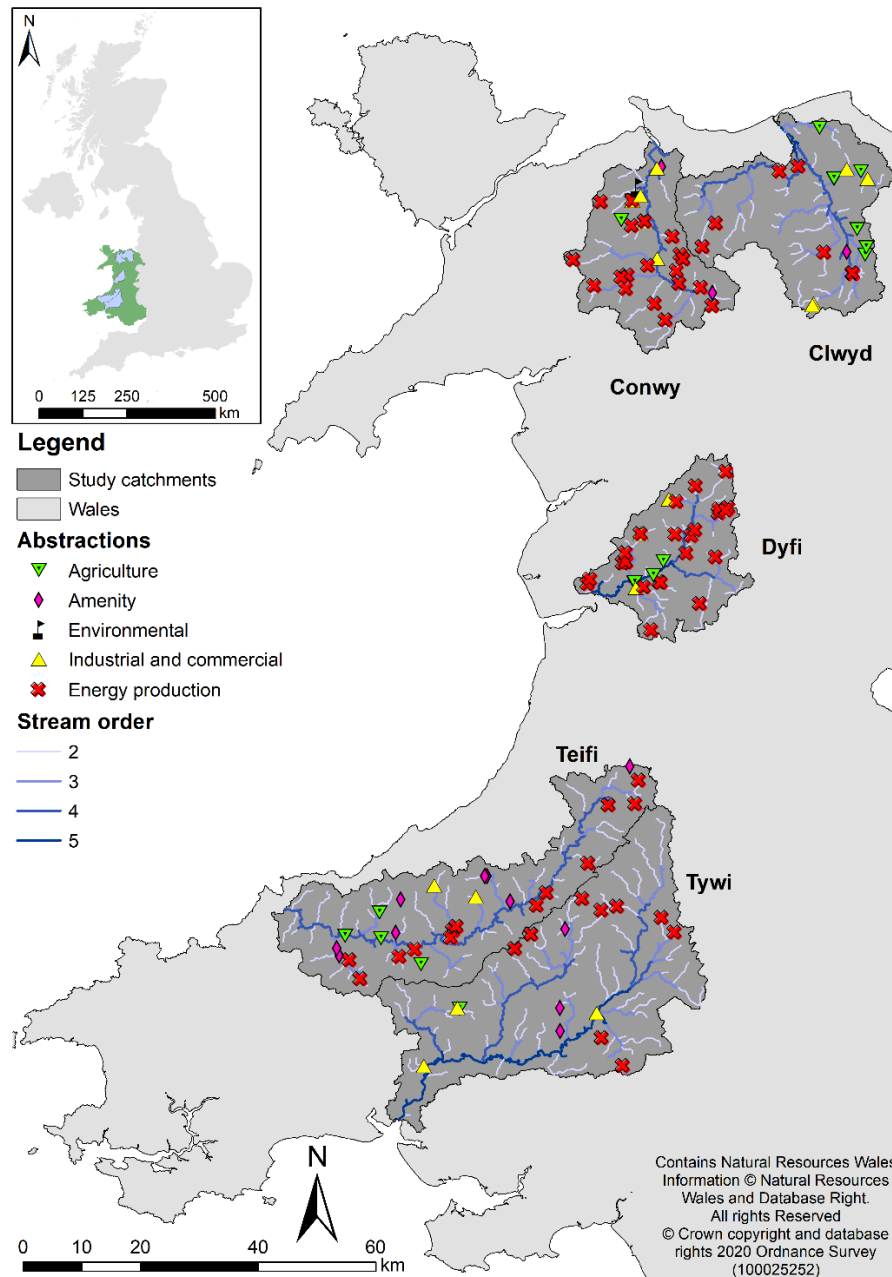 N
0 125 250 500
km
Legend
Study catchments
Wales
Abstractions
Agriculture
Amenity
Environmental
Industrial and commercial
Energy production
Stream order
2
3
4
5
Conwy
Clwyd
Dyfi
Teifi
Tywi
N
0 10 20 40 60
km
Contains Natural Resources Wales
Information © Natural Resources
Wales and Database Right.
All rights Reserved
© Crown copyright and database
rights 2020 Ordnance Survey
(100025252)